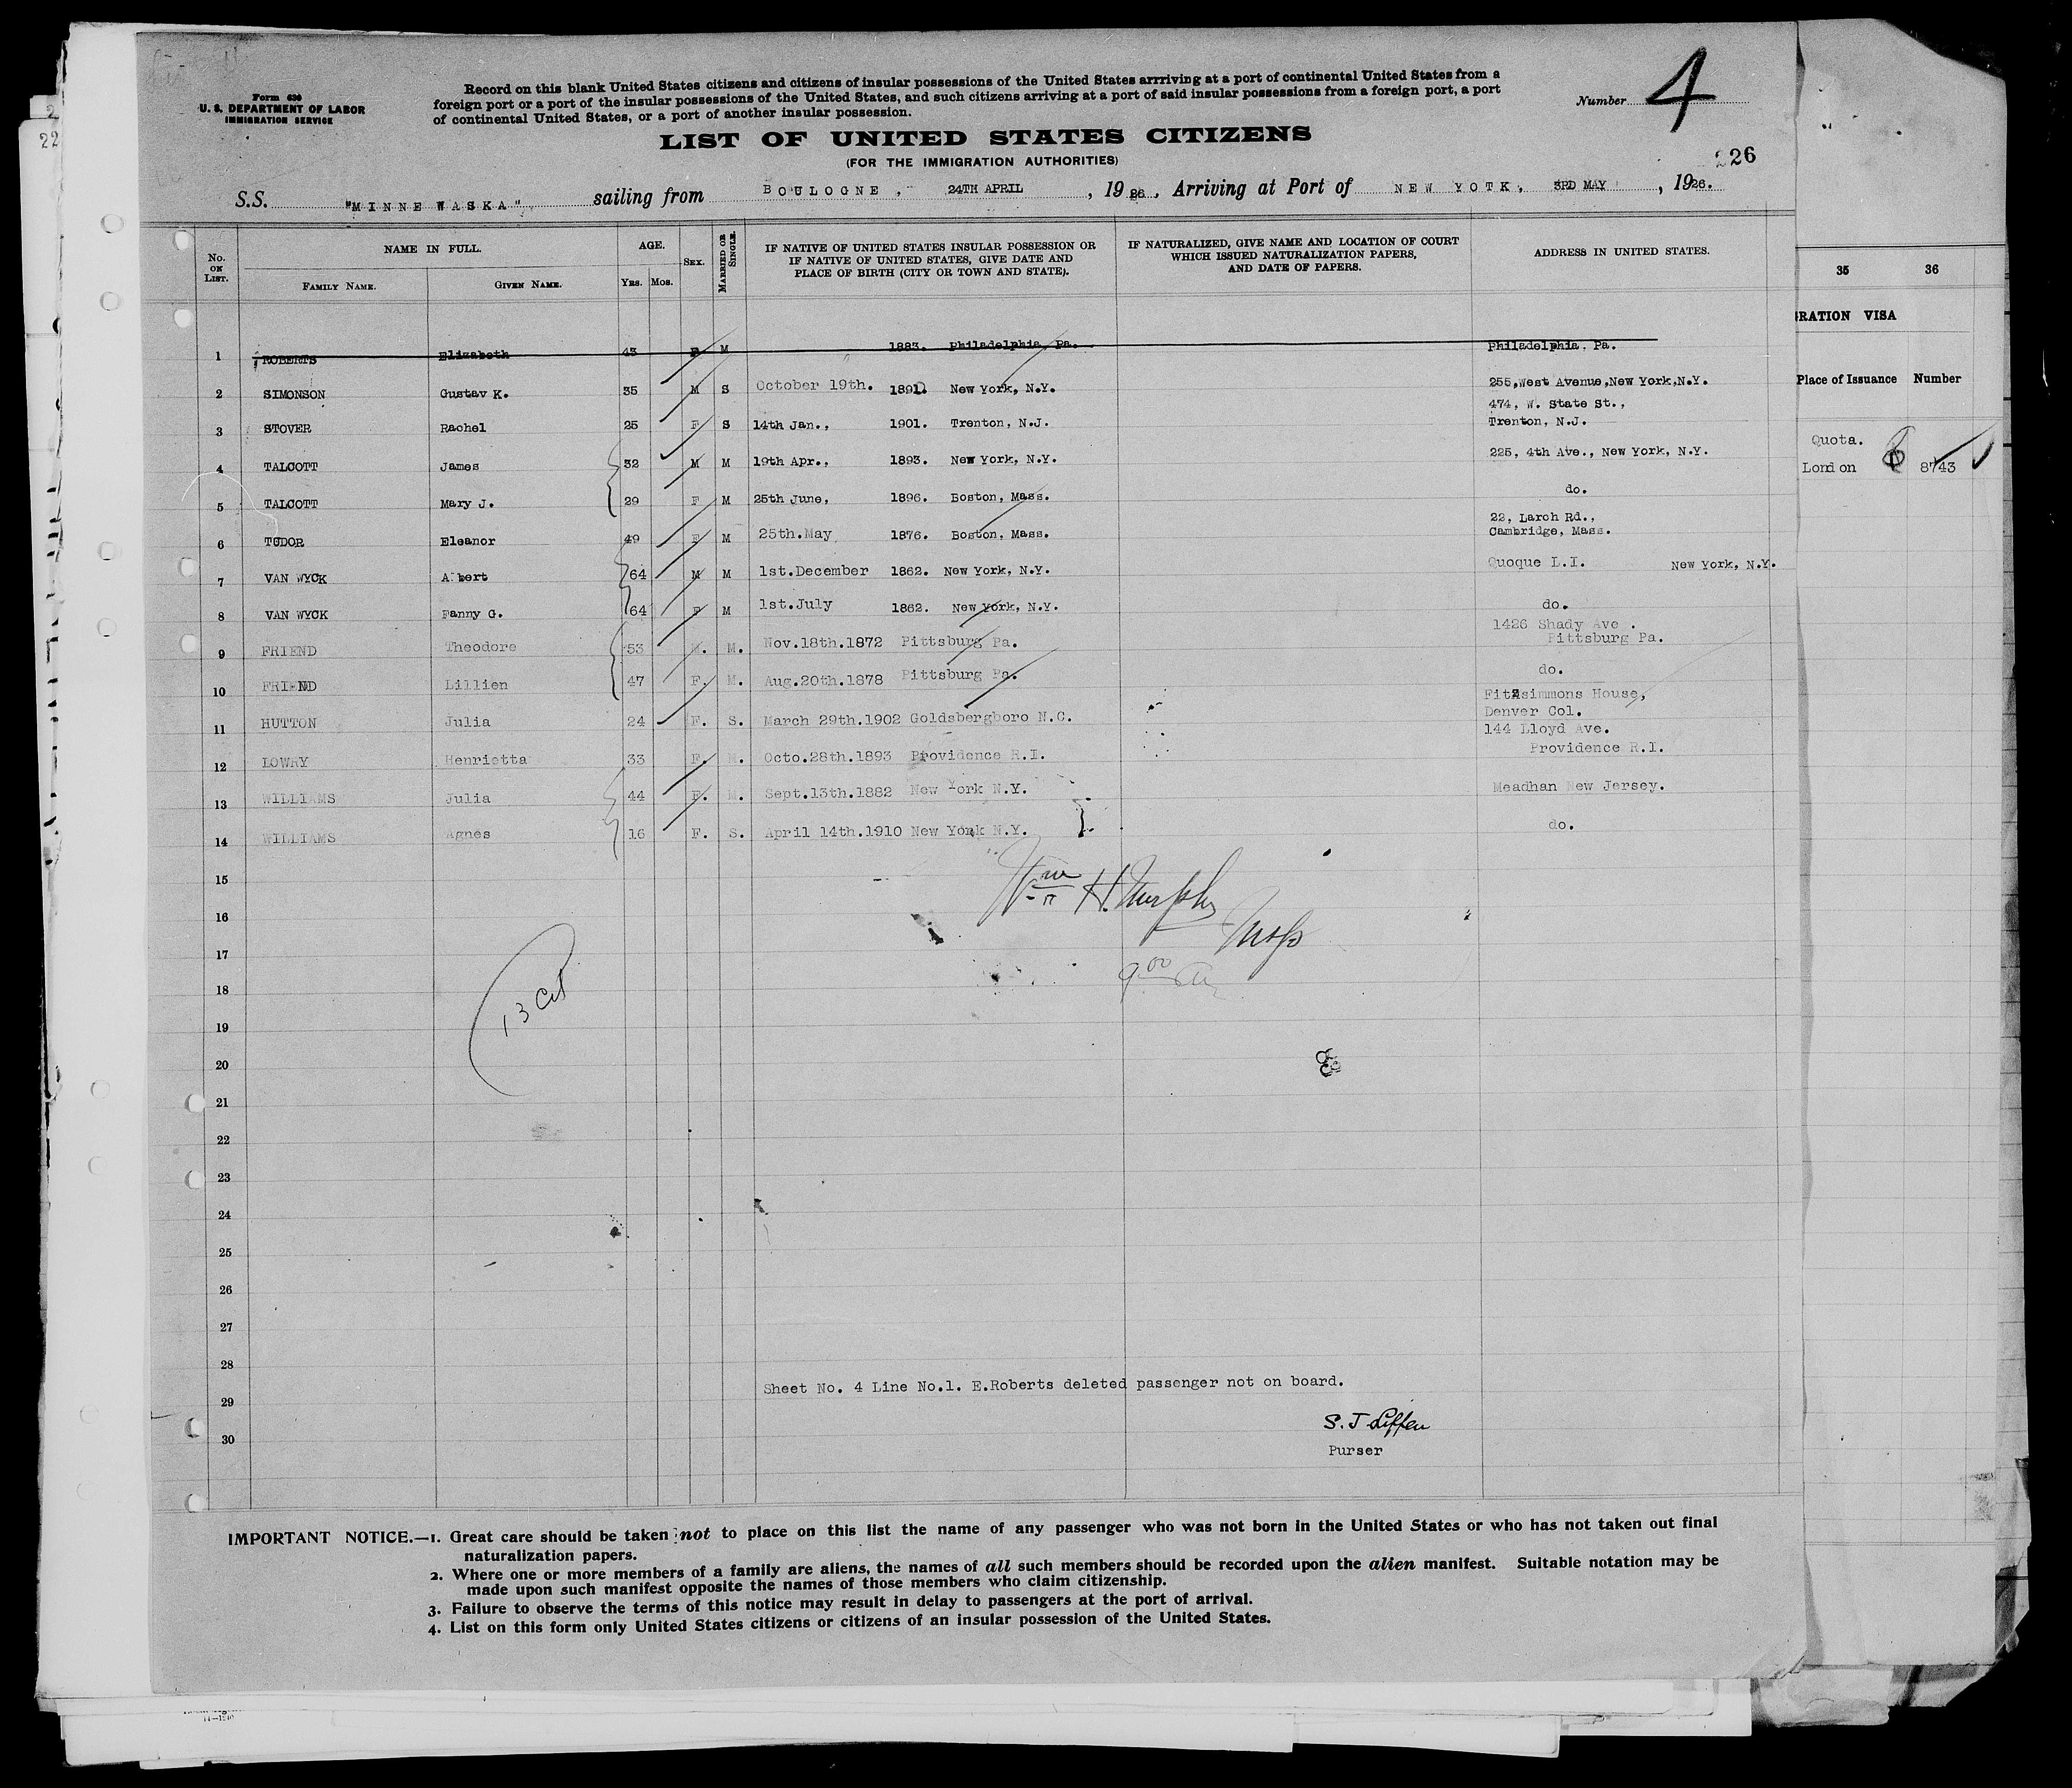 Form 630
U. S. DEPARTMENT OF LABOR
IMMIGRATION SERVICE
Record on this blank United States citizens and citizens of insular possessions of the United States arrriving at a port of continental United States from a
foreign port or a port of the insular possessions of the United States, and such citizens arriving at a port of said insular possessions from a foreign port, a port
of continental United States, or a port of another insular possession.
Number 4
LIST OF UNITED STATES CITIZENS
(FOR THE IMMIGRATION AUTHORITIES)
226
S.S. "MINNEWASKA" sailing from BOULOGNE, 24TH APRIL, 1926, Arriving at Port of NEW YOTK, 3RD MAY, 1926.
No. ON LIST. NAME IN FULL. AGE. SEX. MARRIED OR SINGLE. IF NATIVE OF UNITED STATES INSULAR POSSESSION OR IF NATIVE OF UNITED STATES, GIVE DATE AND PLACE OF BIRTH (CITY OR TOWN AND STATE). IF NATURALIZED, GIVE NAME AND LOCATION OF COURT WHICH ISSUED NATURALIZATION PAPERS, AND DATE OF PAPERS. ADDRESS IN UNITED STATES.
FAMILY NAME. GIVEN NAME. YRS. MOS.
1 ROBERTS Elizabeth 43 F M 1883. Philadelphia, Pa. Philadelphia, Pa.
2 SIMONSON Gustav K. 35 M S October 19th. 1891. New York, N.Y. 255, West Avenue, New York, N.Y.
3 STOVER Rachel 25 F S 14th Jan., 1901. Trenton, N.J. 474, W. State St., Trenton, N.J.
4 TALCOTT James 32 M M 19th Apr., 1893. New York, N.Y. 225, 4th Ave., New York, N.Y.
5 TALCOTT Mary J. 29 F M 25th June, 1896. Boston, Mass. do.
6 TUDOR Eleanor 49 F M 25th.May 1876. Boston, Mass. 22, Larch Rd., Cambridge, Mass.
7 VAN WYCK Albert 64 M M 1st.December 1862. New York, N.Y. Quoque L.I. New York, N.Y.
8 VAN WYCK Fanny G. 64 F M 1st.July 1862. New York, N.Y. do.
9 FRIEND Theodore 53 M. M. Nov.18th.1872 Pittsburg Pa. 1426 Shady Ave. Pittsburg Pa.
10 FRIEND Lillien 47 F. M. Aug.20th.1878 Pittsburg Pa. do.
11 HUTTON Julia 24 F. S. March 29th.1902 Goldsbergboro N.C. Fitzsimmons House, Denver Col.
12 LOWRY Henrietta 33 F. M. Octo.28th.1893 Providence R.I. 144 Lloyd Ave. Providence R.I.
13 WILLIAMS Julia 44 F. M. Sept.13th.1882 New York N.Y. Meadhan New Jersey.
14 WILLIAMS Agnes 16 F. S. April 14th.1910 New York N.Y. do.
15
Wm H. Murphy
16
17
9 00
18
13 Cit
19
20
21
22
23
24
25
26
27
28
Sheet No. 4 Line No.1. E.Roberts deleted passenger not on board.
29
30
Purser
IMPORTANT NOTICE.—1. Great care should be taken not to place on this list the name of any passenger who was not born in the United States or who has not taken out final
naturalization papers.
2. Where one or more members of a family are aliens, the names of all such members should be recorded upon the alien manifest. Suitable notation may be
made upon such manifest opposite the names of those members who claim citizenship.
3. Failure to observe the terms of this notice may result in delay to passengers at the port of arrival.
4. List on this form only United States citizens or citizens of an insular possession of the United States.
35 36
RATION VISA
Place of Issuance Number
Quota.
London 8743
22